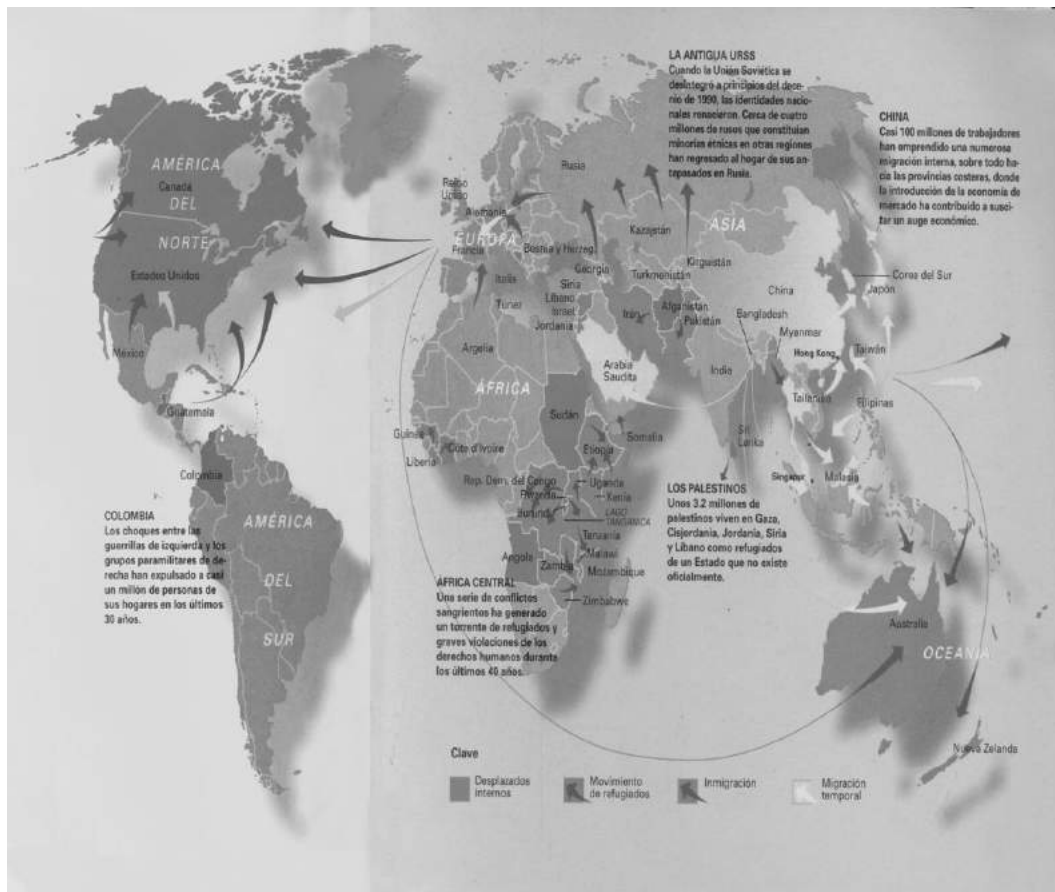 LA ANTIGUA URSS
Cuando la Unión Soviética se
desintegró a principios del dece-
nio de 1990, las identidades nacio-
nales renacieron. Cerca de cuatro
millones de rusos que constituían
minorías étnicas en otras regiones
han regresado al hogar de sus an-
tepasados en Rusia.
CHINA
Casi 100 millones de trabajadores
han emprendido una numerosa
migración interna, sobre todo ha-
cia las provincias costeras, donde
la introducción de la economía de
mercado ha contribuido a susci-
tar un auge económico.
AMÉRICA
Canadá
DEL
NORTE
Estados Unidos
México
Guatemala
Colombia
AMÉRICA
DEL
SUR
COLOMBIA
Los choques entre las
guerrillas de izquierda y los
grupos paramilitares de de-
recha han expulsado a casi
un millón de personas de
sus hogares en los últimos
30 años.
Reino
Unido
Alemania
EUROPA
Francia
Rusia
Bosnia y Herzeg.
Italia
Túnez
Georgia
Siria
Líbano
Israel
Jordania
Kazajstán
ASIA
Kirguistán
Turkmenistán
Irán
Afganistán
Pakistán
China
Bangladesh
Myanmar
Corea del Sur
Japón
Hong Kong
Taiwán
India
Tailandia
Filipinas
Sri
Lanka
Singapur
Malasia
Arabia
Saudita
Argelia
ÁFRICA
Sudán
Guinea
Liberia
Côte d'Ivoire
Etiopía
Somalia
Rep. Dem. del Congo
Uganda
Ruanda
Kenia
Burundi
LAGO
TANGANICA
Tanzania
Angola
Zambia
Malawi
Mozambique
Zimbabwe
ÁFRICA CENTRAL
Una serie de conflictos
sangrientos ha generado
un torrente de refugiados y
graves violaciones de los
derechos humanos durante
los últimos 40 años.
LOS PALESTINOS
Unos 3.2 millones de
palestinos viven en Gaza,
Cisjordania, Jordania, Siria
y Líbano como refugiados
de un Estado que no existe
oficialmente.
Australia
OCEANÍA
Nueva Zelanda
Clave
Desplazados
internos
Movimiento
de refugiados
Inmigración
Migración
temporal